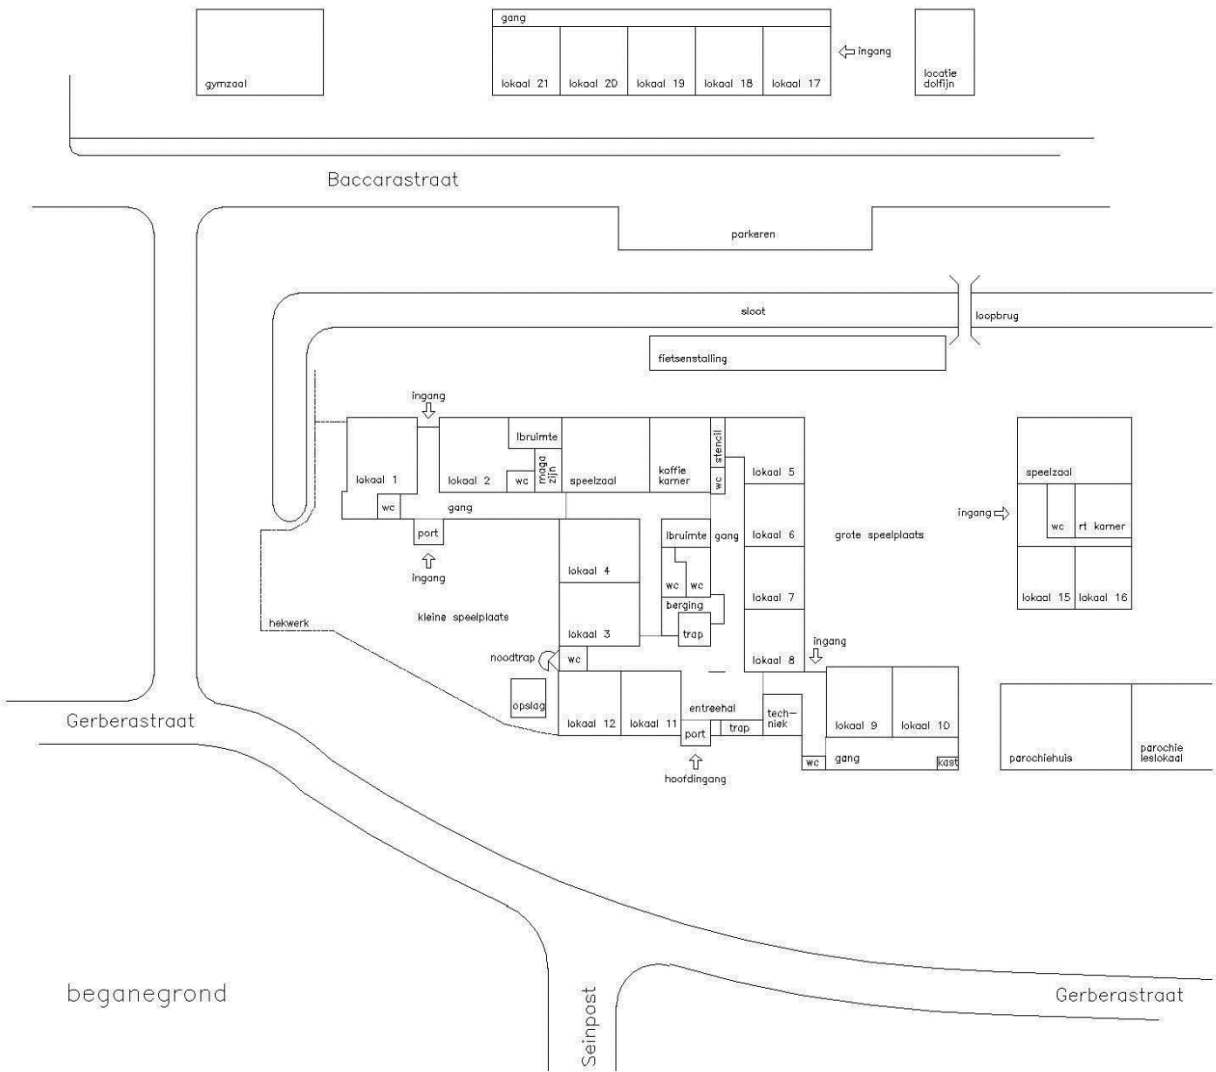 gang
ingang
lokaal 21
lokaal 20
lokaal 19
lokaal 18
lokaal 17
locatie
dolfijn
gymzaal
Baccarastraat
parkeren
sloot
loopbrug
fietsenstalling
ingang
lbruimte
stencil
lokaal 1
lokaal 2
wc
maga
zijn
speelzaal
koffie
kamer
wc
lokaal 5
speelzaal
wc
gang
port
ingang
lbruimte
gang
lokaal 6
grote speelplaats
ingang
wc
rt kamer
lokaal 4
wc
wc
lokaal 7
lokaal 15
lokaal 16
berging
kleine speelplaats
hekwerk
lokaal 3
trap
ingang
noodtrap
wc
lokaal 8
opslag
lokaal 12
lokaal 11
entreehal
port
trap
tech-
niek
lokaal 9
lokaal 10
Gerberastraat
hoofdingang
wc
gang
kast
parochiehuis
parochie
leslokaal
beganegrond
Seinpost
Gerberastraat